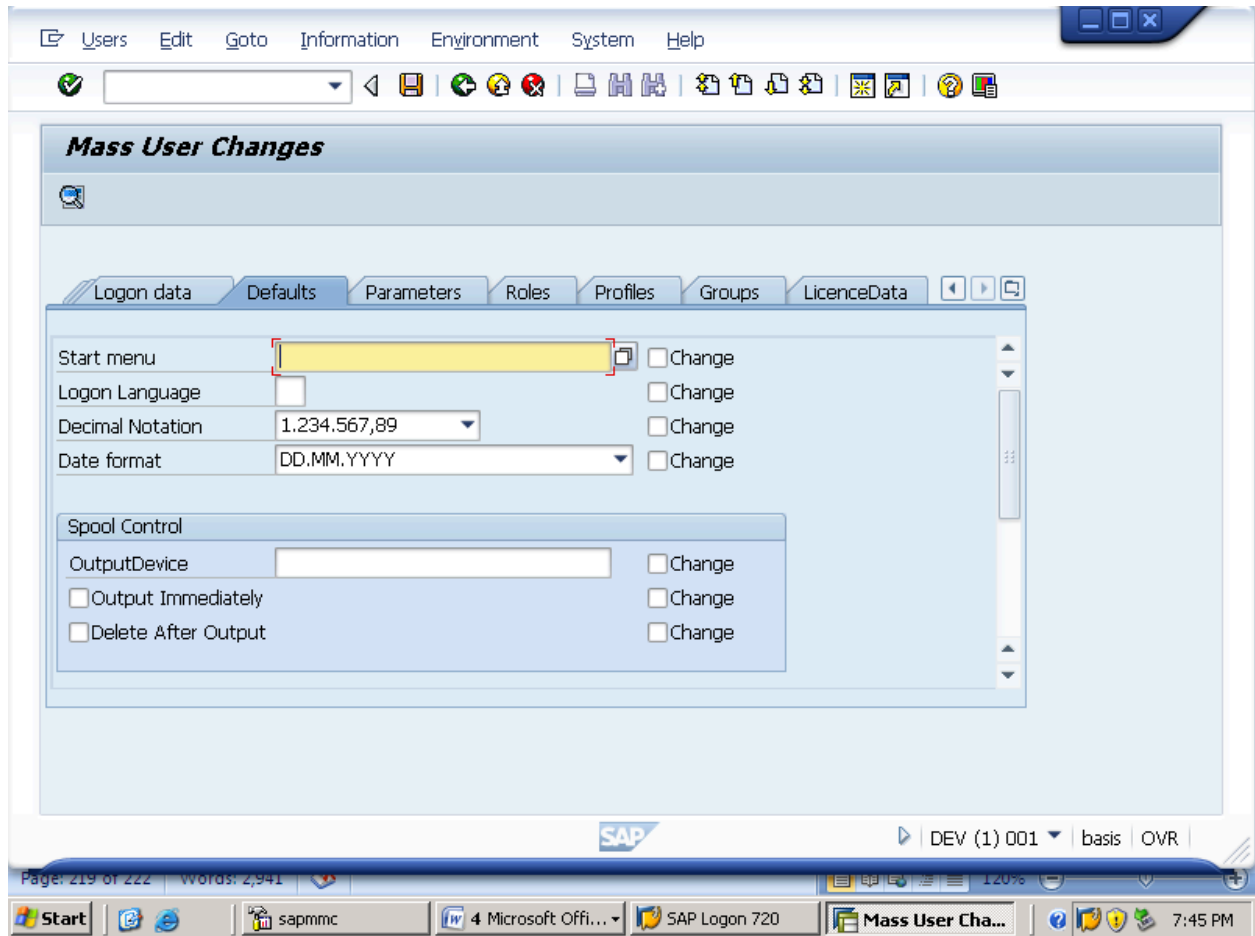 Users Edit Goto Information Environment System Help
Mass User Changes
Logon data Defaults Parameters Roles Profiles Groups LicenceData
Start menu Change
Logon Language Change
Decimal Notation 1.234.567,89 Change
Date format DD.MM.YYYY Change
Spool Control
OutputDevice Change
Output Immediately Change
Delete After Output Change
SAP DEV (1) 001 basis OVR
Page: 219 of 222 Words: 2,941 120%
Start sapmmc 4 Microsoft Offi... SAP Logon 720 Mass User Cha... 7:45 PM